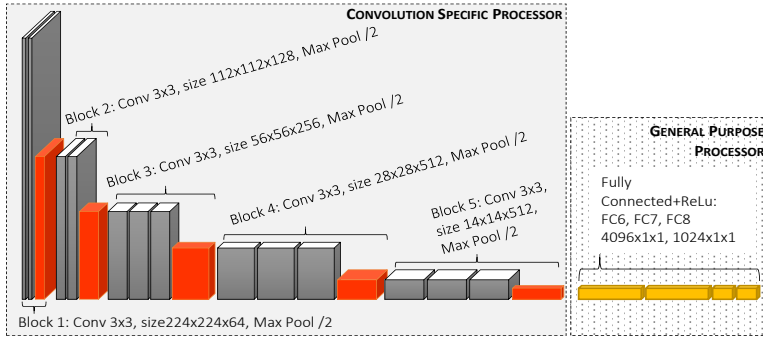 CONVOLUTION SPECIFIC PROCESSOR
Block 2: Conv 3x3, size 112x112x128, Max Pool /2
Block 3: Conv 3x3, size 56x56x256, Max Pool /2
Block 4: Conv 3x3, size 28x28x512, Max Pool /2
Block 5: Conv 3x3,
size 14x14x512,
Max Pool /2
Block 1: Conv 3x3, size224x224x64, Max Pool /2
GENERAL PURPOSE
PROCESSOR
Fully
Connected+ReLu:
FC6, FC7, FC8
4096x1x1, 1024x1x1